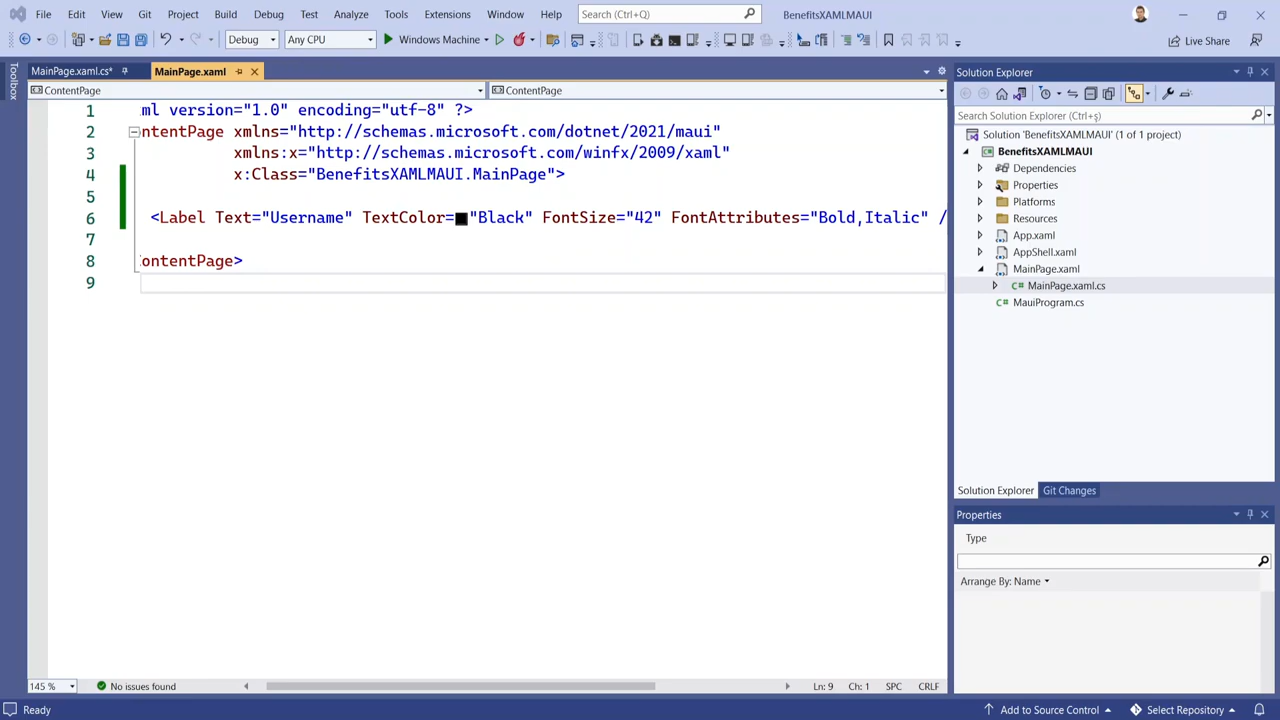 File Edit View Git Project Build Debug Test Analyze Tools Extensions Window Help Search (Ctrl+Q) BenefitsXAMLMAUI
Debug Any CPU Windows Machine Live Share
Toolbox
MainPage.xaml.cs* MainPage.xaml
ContentPage ContentPage
1 ml version="1.0" encoding="utf-8" ?>
2 ntentPage xmlns="http://schemas.microsoft.com/dotnet/2021/maui"
3 xmlns:x="http://schemas.microsoft.com/winfx/2009/xaml"
4 x:Class="BenefitsXAMLMAUI.MainPage">
5
6 <Label Text="Username" TextColor="Black" FontSize="42" FontAttributes="Bold,Italic" /
7
8 ontentPage>
9
145 % No issues found Ln: 9 Ch: 1 SPC CRLF
Solution Explorer
Search Solution Explorer (Ctrl+ş)
Solution 'BenefitsXAMLMAUI' (1 of 1 project)
BenefitsXAMLMAUI
Dependencies
Properties
Platforms
Resources
App.xaml
AppShell.xaml
MainPage.xaml
C# MainPage.xaml.cs
C# MauiProgram.cs
Solution Explorer Git Changes
Properties
Type
Arrange By: Name
Ready Add to Source Control Select Repository